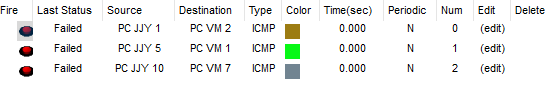 Fire Last Status Source Destination Type Color Time(sec) Periodic Num Edit Delete
Failed PC JJY 1 PC VM 2 ICMP 0.000 N 0 (edit)
Failed PC JJY 5 PC VM 1 ICMP 0.000 N 1 (edit)
Failed PC JJY 10 PC VM 7 ICMP 0.000 N 2 (edit)